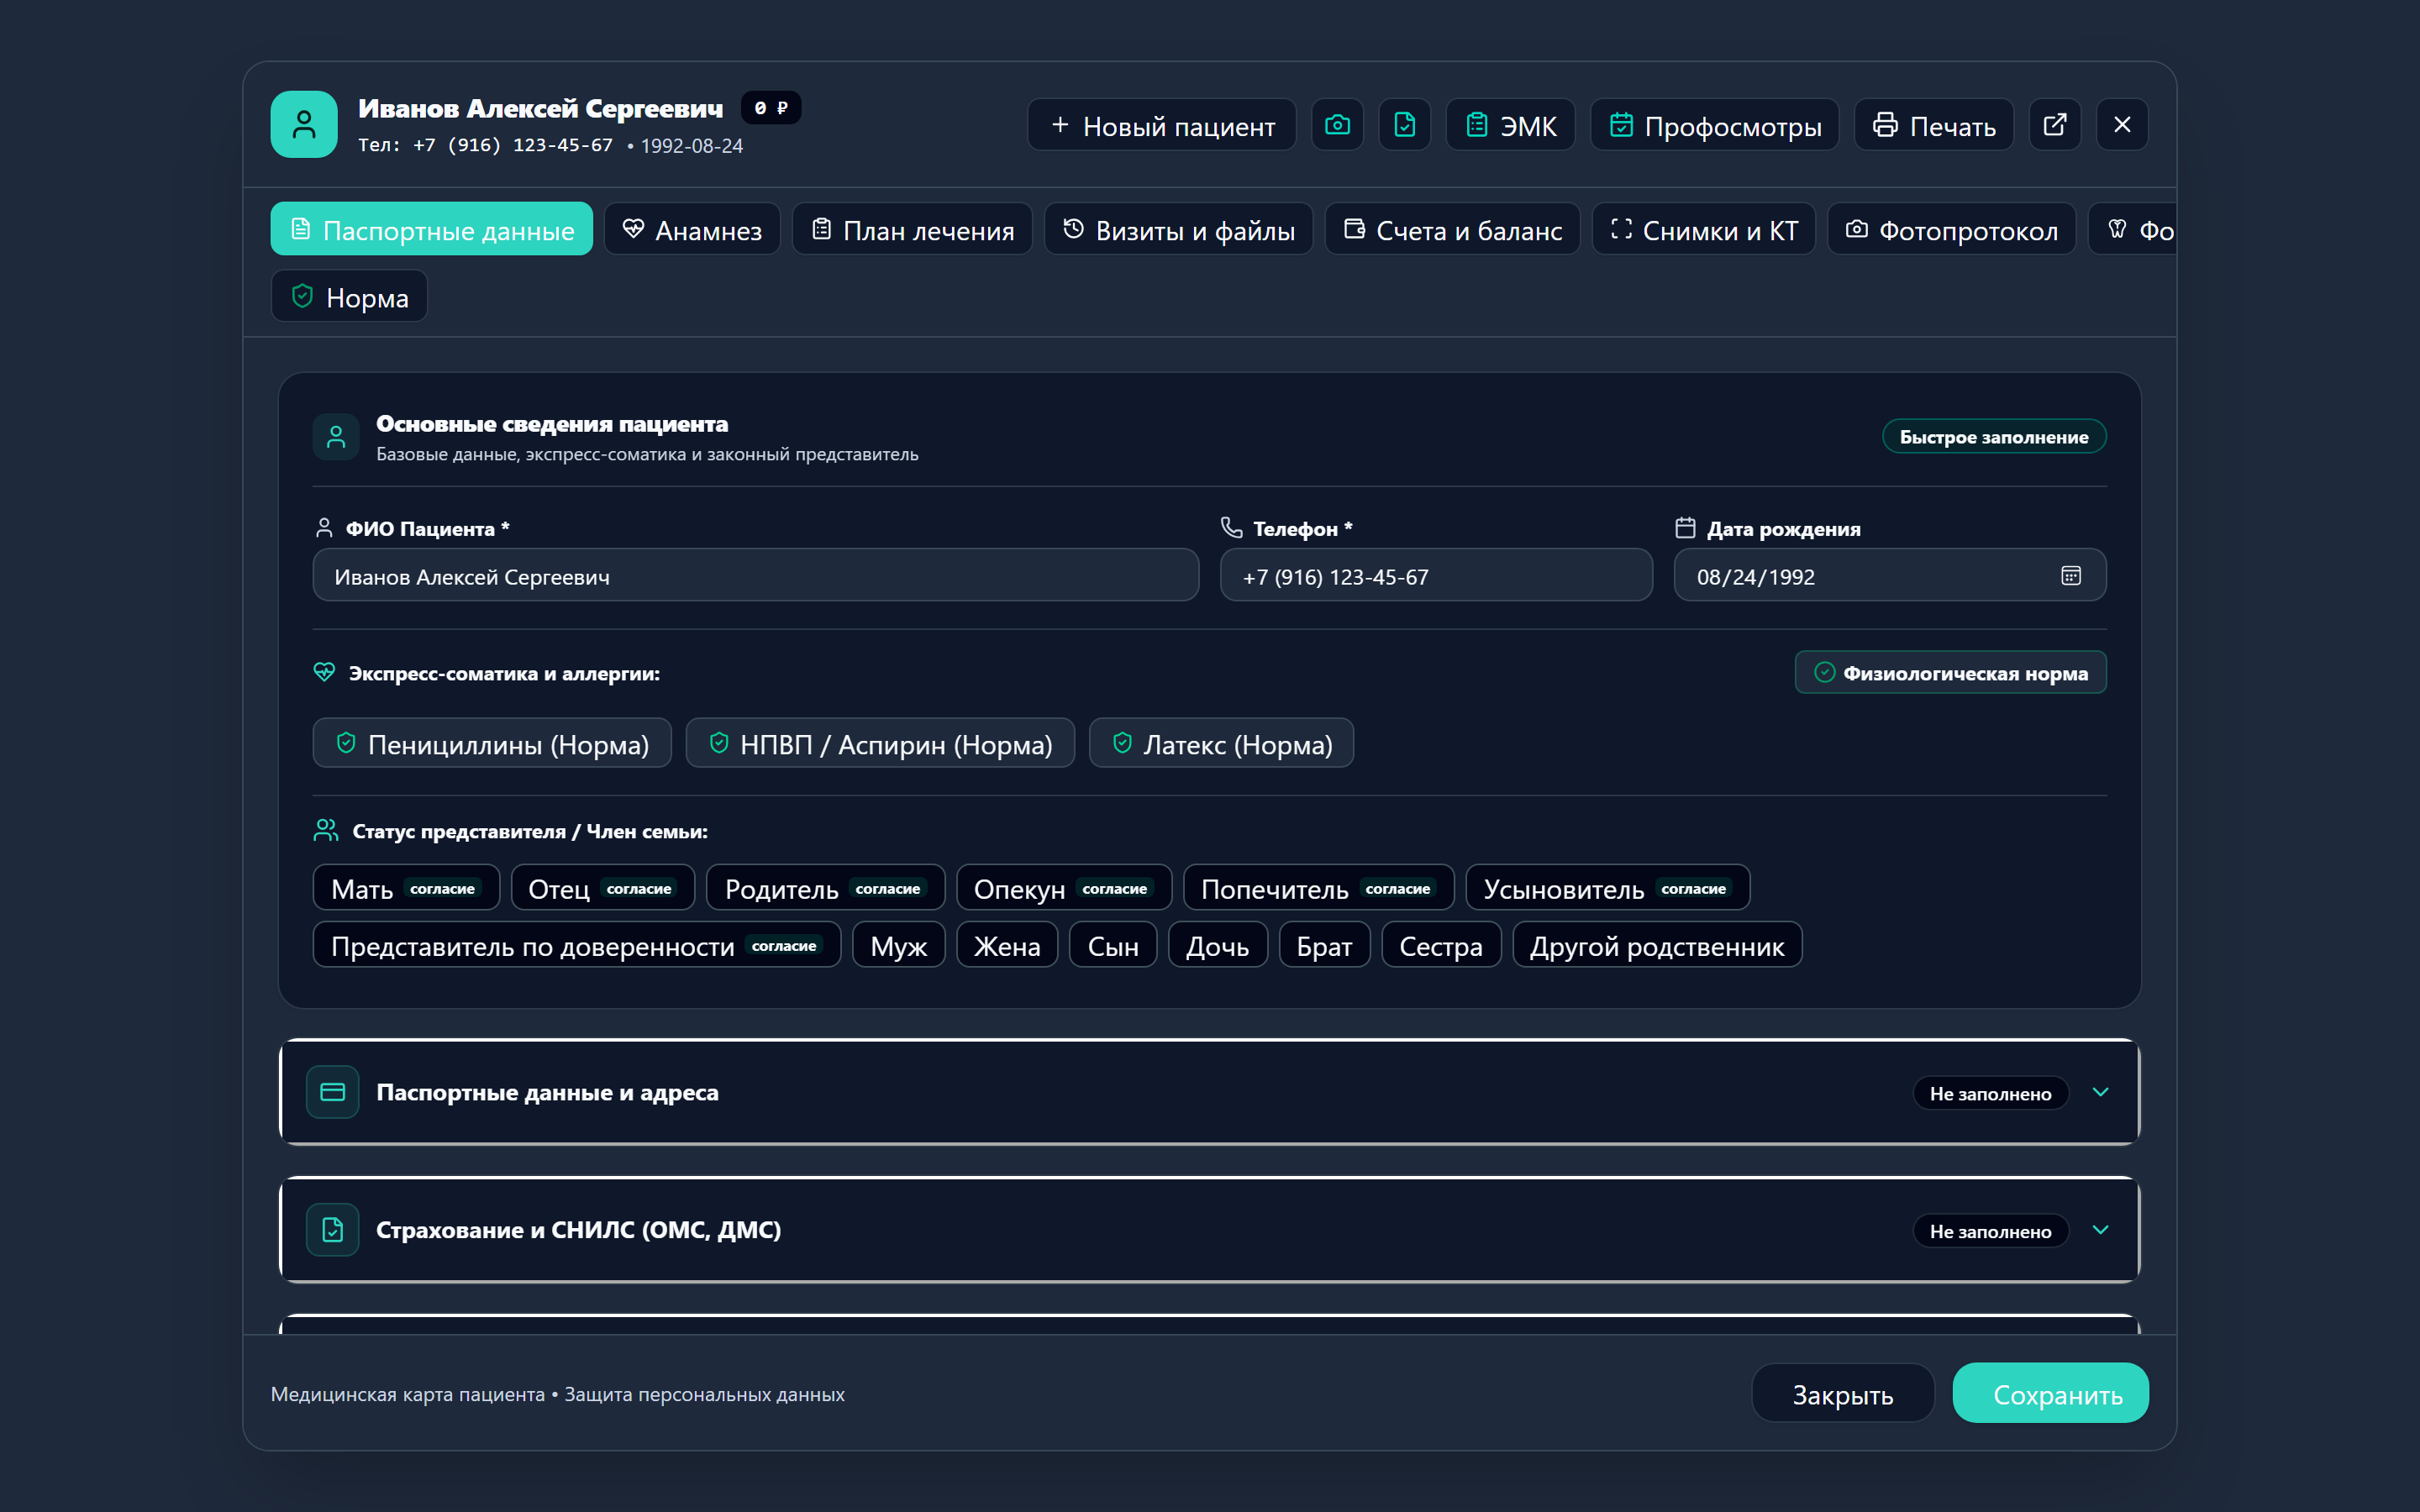 Иванов Алексей Сергеевич 0 ₽
Тел: +7 (916) 123-45-67 • 1992-08-24
+ Новый пациент ЭМК Профосмотры Печать
Паспортные данные Анамнез План лечения Визиты и файлы Счета и баланс Снимки и КТ Фотопротокол Фо
Норма
Основные сведения пациента
Базовые данные, экспресс-соматика и законный представитель
Быстрое заполнение
ФИО Пациента * Телефон * Дата рождения
Иванов Алексей Сергеевич +7 (916) 123-45-67 08/24/1992
Экспресс-соматика и аллергии: Физиологическая норма
Пенициллины (Норма) НПВП / Аспирин (Норма) Латекс (Норма)
Статус представителя / Член семьи:
Мать согласие Отец согласие Родитель согласие Опекун согласие Попечитель согласие Усыновитель согласие
Представитель по доверенности согласие Муж Жена Сын Дочь Брат Сестра Другой родственник
Паспортные данные и адреса Не заполнено
Страхование и СНИЛС (ОМС, ДМС) Не заполнено
Медицинская карта пациента • Защита персональных данных Закрыть Сохранить